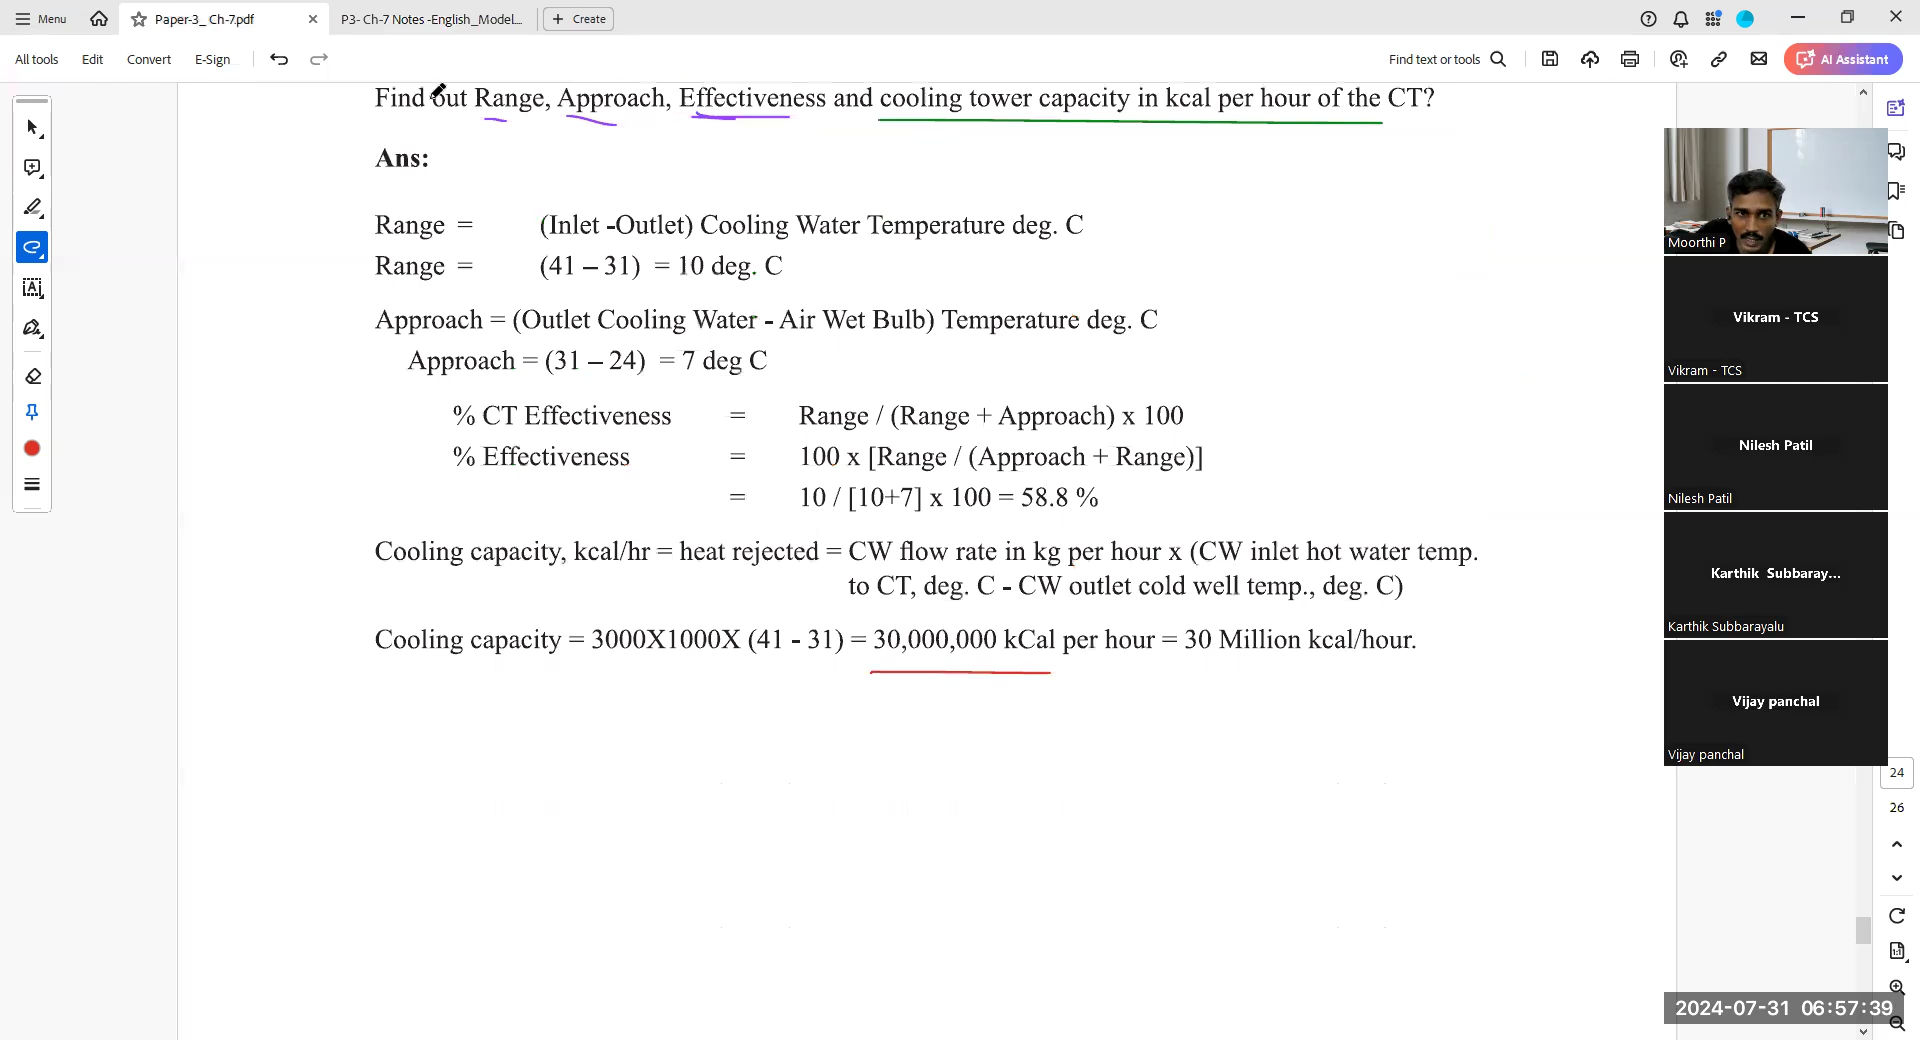 Menu
Paper-3_ Ch-7.pdf
P3- Ch-7 Notes -English_Model...
Create
All tools
Edit
Convert
E-Sign
Find text or tools
AI Assistant
Find out Range, Approach, Effectiveness and cooling tower capacity in kcal per hour of the CT?
Ans:
Range = (Inlet -Outlet) Cooling Water Temperature deg. C
Range = (41 – 31) = 10 deg. C
Approach = (Outlet Cooling Water - Air Wet Bulb) Temperature deg. C
Approach = (31 – 24) = 7 deg C
% CT Effectiveness = Range / (Range + Approach) x 100
% Effectiveness = 100 x [Range / (Approach + Range)]
= 10 / [10+7] x 100 = 58.8 %
Cooling capacity, kcal/hr = heat rejected = CW flow rate in kg per hour x (CW inlet hot water temp.
to CT, deg. C - CW outlet cold well temp., deg. C)
Cooling capacity = 3000X1000X (41 - 31) = 30,000,000 kCal per hour = 30 Million kcal/hour.
Moorthi P
Vikram - TCS
Vikram - TCS
Nilesh Patil
Nilesh Patil
Karthik Subbaray...
Karthik Subbarayalu
Vijay panchal
Vijay panchal
24
26
1:1
2024-07-31 06:57:39